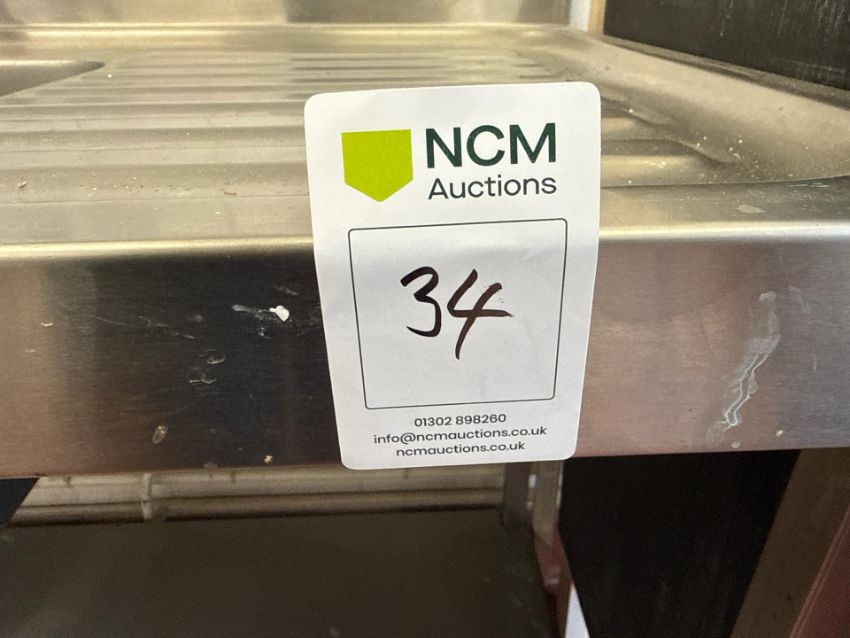 NCM
Auctions
34
01302 898260
info@ncmauctions.co.uk
ncmauctions.co.uk